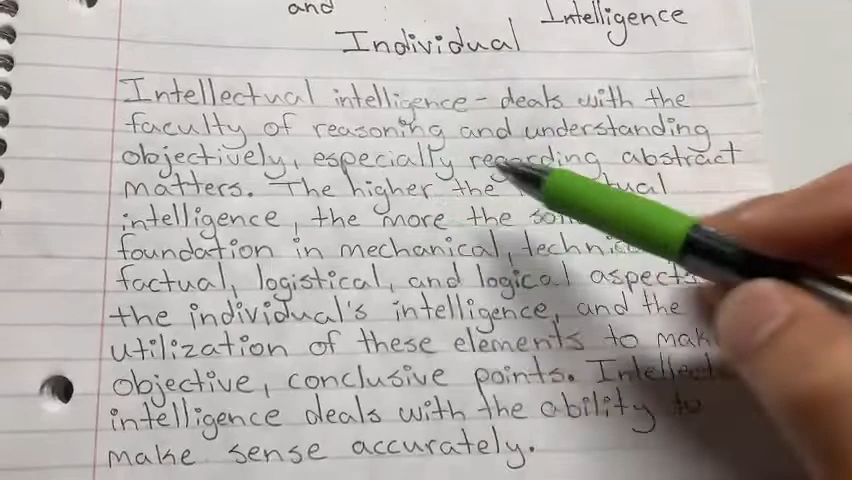 and Intelligence
Individual
Intellectual intelligence - deals with the
faculty of reasoning and understanding
objectively, especially regarding abstract
matters. The higher the
intelligence, the more the
foundation in mechanical,
factual, logistical, and logical aspects
the individual's intelligence, and the
utilization of these elements to
objective, conclusive points.
intelligence deals with the ability to
make sense accurately.